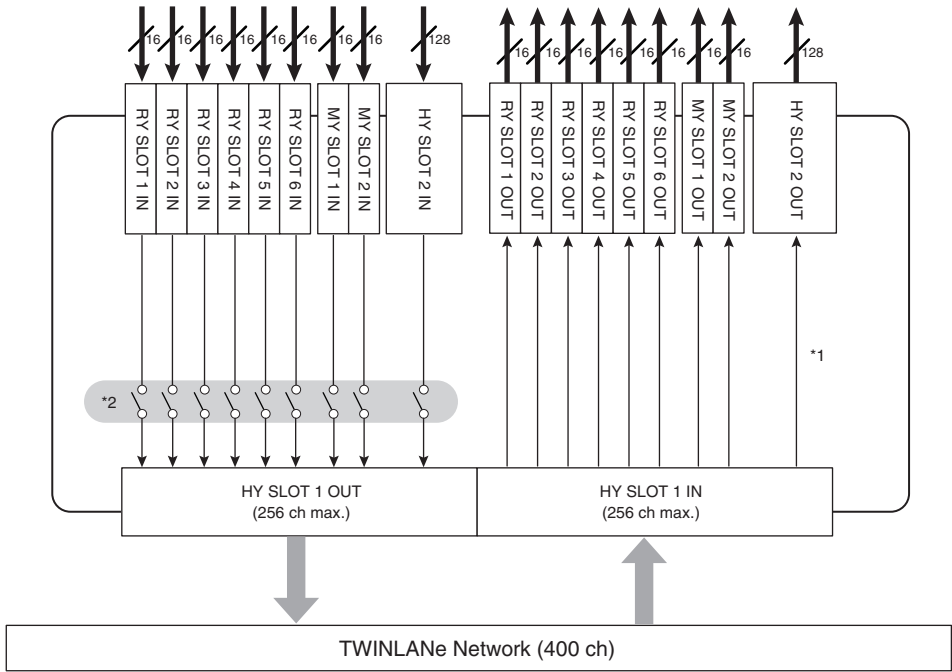 16 16 16 16 16 16 16 16 128
16 16 16 16 16 16 16 16 128
RY SLOT 1 IN
RY SLOT 2 IN
RY SLOT 3 IN
RY SLOT 4 IN
RY SLOT 5 IN
RY SLOT 6 IN
MY SLOT 1 IN
MY SLOT 2 IN
HY SLOT 2 IN
RY SLOT 1 OUT
RY SLOT 2 OUT
RY SLOT 3 OUT
RY SLOT 4 OUT
RY SLOT 5 OUT
RY SLOT 6 OUT
MY SLOT 1 OUT
MY SLOT 2 OUT
HY SLOT 2 OUT
*1
*2
HY SLOT 1 OUT
(256 ch max.)
HY SLOT 1 IN
(256 ch max.)
TWINLANe Network (400 ch)